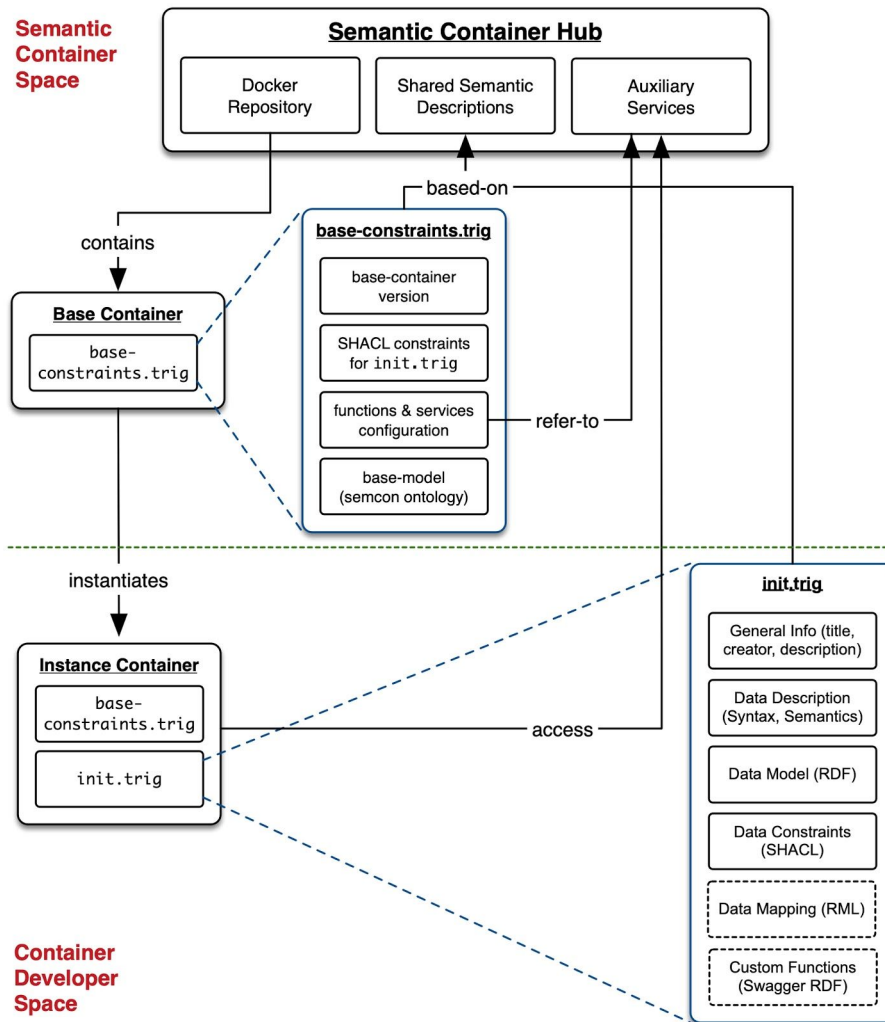 Semantic
Container
Space
Semantic Container Hub
Docker
Repository
Shared Semantic
Descriptions
Auxiliary
Services
based-on
contains
base-constraints.trig
base-container
version
SHACL constraints
for init.trig
functions & services
configuration
base-model
(semcon ontology)
refer-to
Base Container
base-
constraints.trig
instantiates
Instance Container
base-
constraints.trig
init.trig
access
init.trig
General Info (title,
creator, description)
Data Description
(Syntax, Semantics)
Data Model (RDF)
Data Constraints
(SHACL)
Data Mapping (RML)
Custom Functions
(Swagger RDF)
Container
Developer
Space